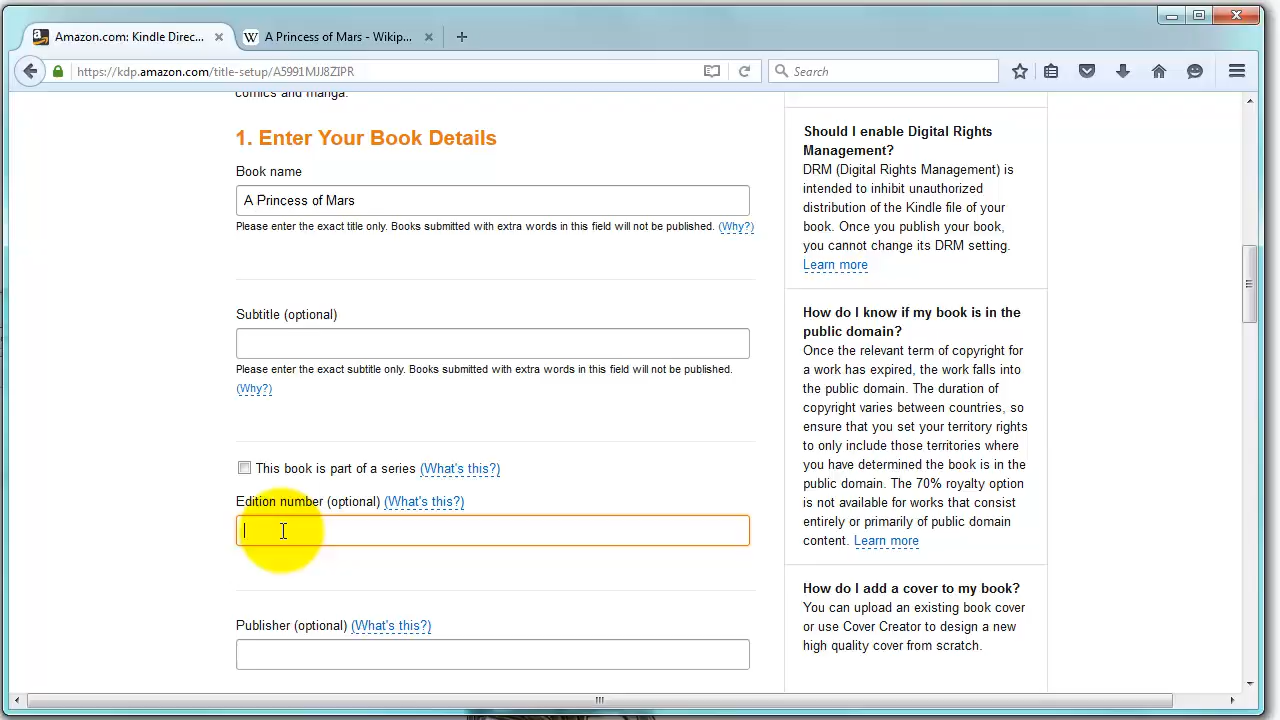 Amazon.com: Kindle Direc...
A Princess of Mars - Wikip...
https://kdp.amazon.com/title-setup/A5991MJJ8ZIPR
Search
comics and manga.
1. Enter Your Book Details
Book name
A Princess of Mars
Please enter the exact title only. Books submitted with extra words in this field will not be published. (Why?)
Subtitle (optional)
Please enter the exact subtitle only. Books submitted with extra words in this field will not be published.
(Why?)
This book is part of a series (What's this?)
Edition number (optional) (What's this?)
Publisher (optional) (What's this?)
Should I enable Digital Rights
Management?
DRM (Digital Rights Management) is
intended to inhibit unauthorized
distribution of the Kindle file of your
book. Once you publish your book,
you cannot change its DRM setting.
Learn more
How do I know if my book is in the
public domain?
Once the relevant term of copyright for
a work has expired, the work falls into
the public domain. The duration of
copyright varies between countries, so
ensure that you set your territory rights
to only include those territories where
you have determined the book is in the
public domain. The 70% royalty option
is not available for works that consist
entirely or primarily of public domain
content. Learn more
How do I add a cover to my book?
You can upload an existing book cover
or use Cover Creator to design a new
high quality cover from scratch.